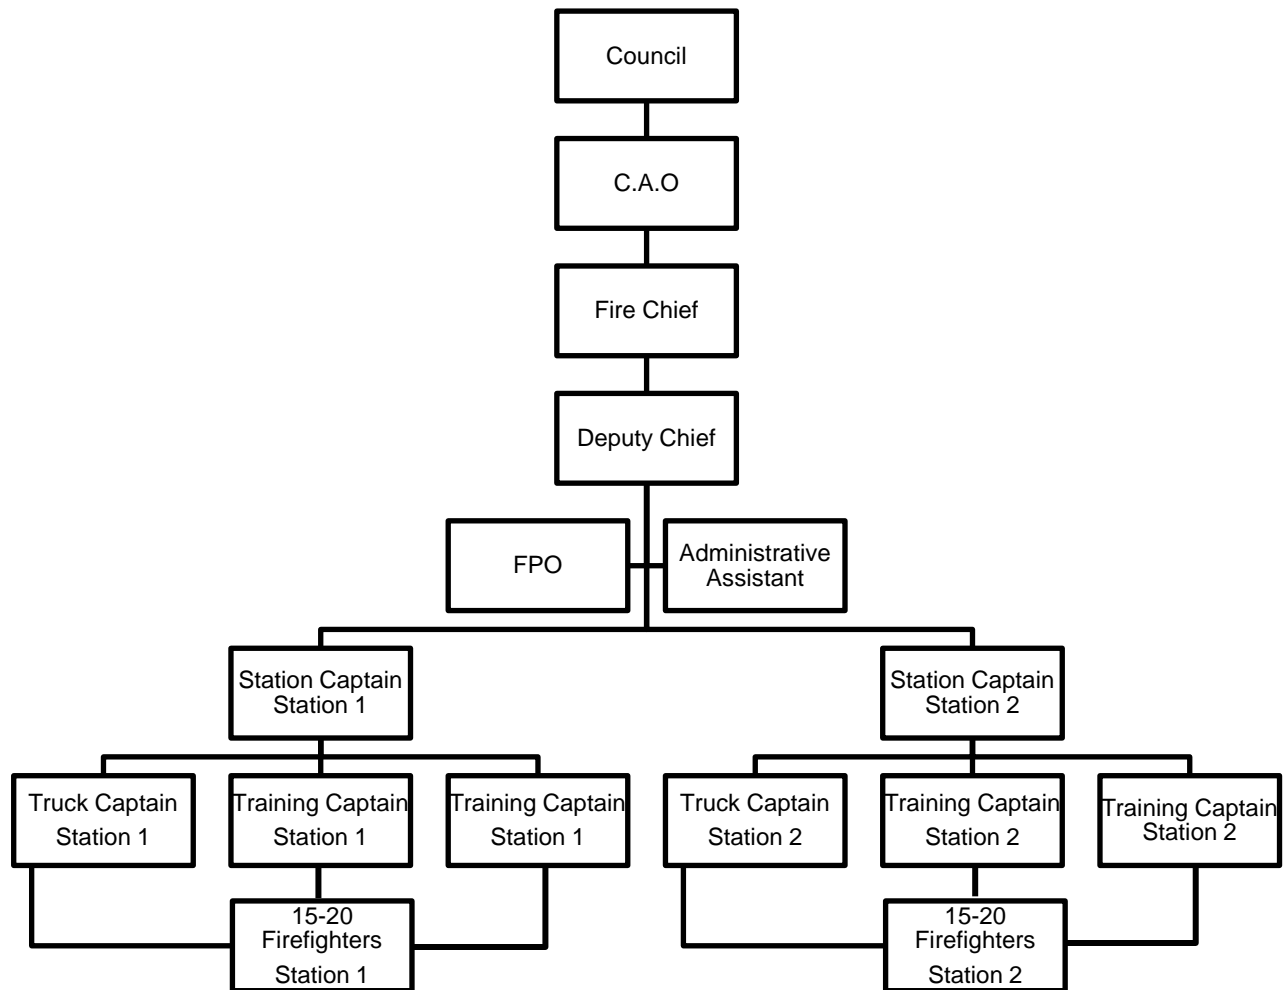 Council
C.A.O
Fire Chief
Deputy Chief
FPO
Administrative
Assistant
Station Captain
Station 1
Station Captain
Station 2
Truck Captain
Station 1
Training Captain
Station 1
Training Captain
Station 1
Truck Captain
Station 2
Training Captain
Station 2
Training Captain
Station 2
15-20
Firefighters
Station 1
15-20
Firefighters
Station 2